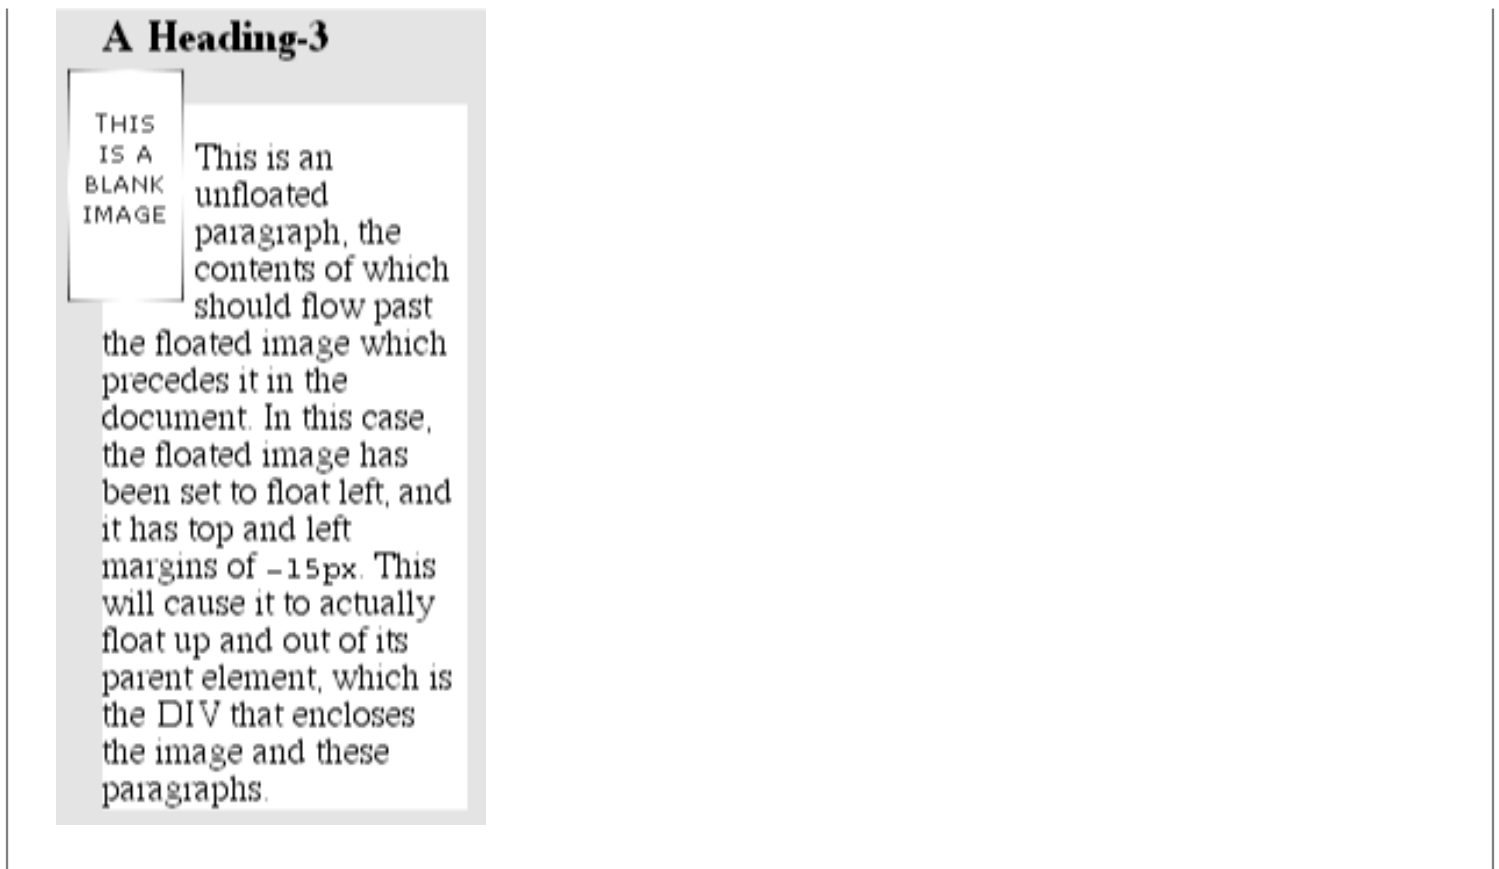 A Heading-3
THIS
IS A
BLANK
IMAGE
This is an
unfloated
paragraph, the
contents of which
should flow past
the floated image which
precedes it in the
document. In this case,
the floated image has
been set to float left, and
it has top and left
margins of -15px. This
will cause it to actually
float up and out of its
parent element, which is
the DIV that encloses
the image and these
paragraphs.